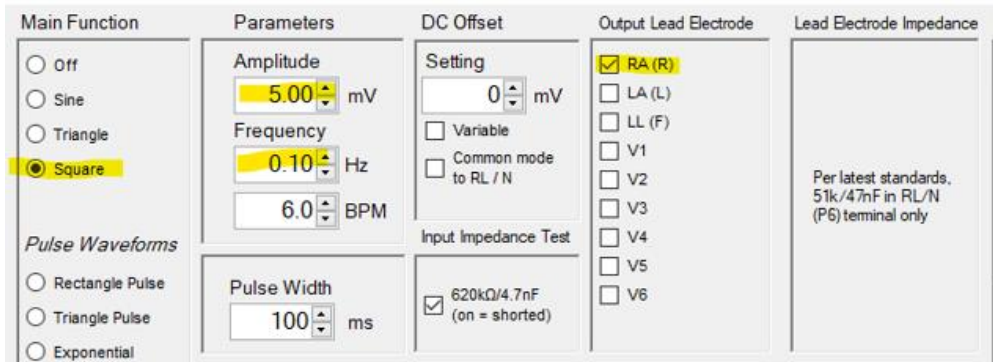 Main Function
Off
Sine
Triangle
Square
Pulse Waveforms
Rectangle Pulse
Triangle Pulse
Exponential
Parameters
Amplitude
5.00 mV
Frequency
0.10 Hz
6.0 BPM
Pulse Width
100 ms
DC Offset
Setting
0 mV
Variable
Common mode
to RL / N
Input Impedance Test
620kΩ/4.7nF
(on = shorted)
Output Lead Electrode
RA (R)
LA (L)
LL (F)
V1
V2
V3
V4
V5
V6
Lead Electrode Impedance
Per latest standards,
51k/47nF in RL/N
(P6) terminal only